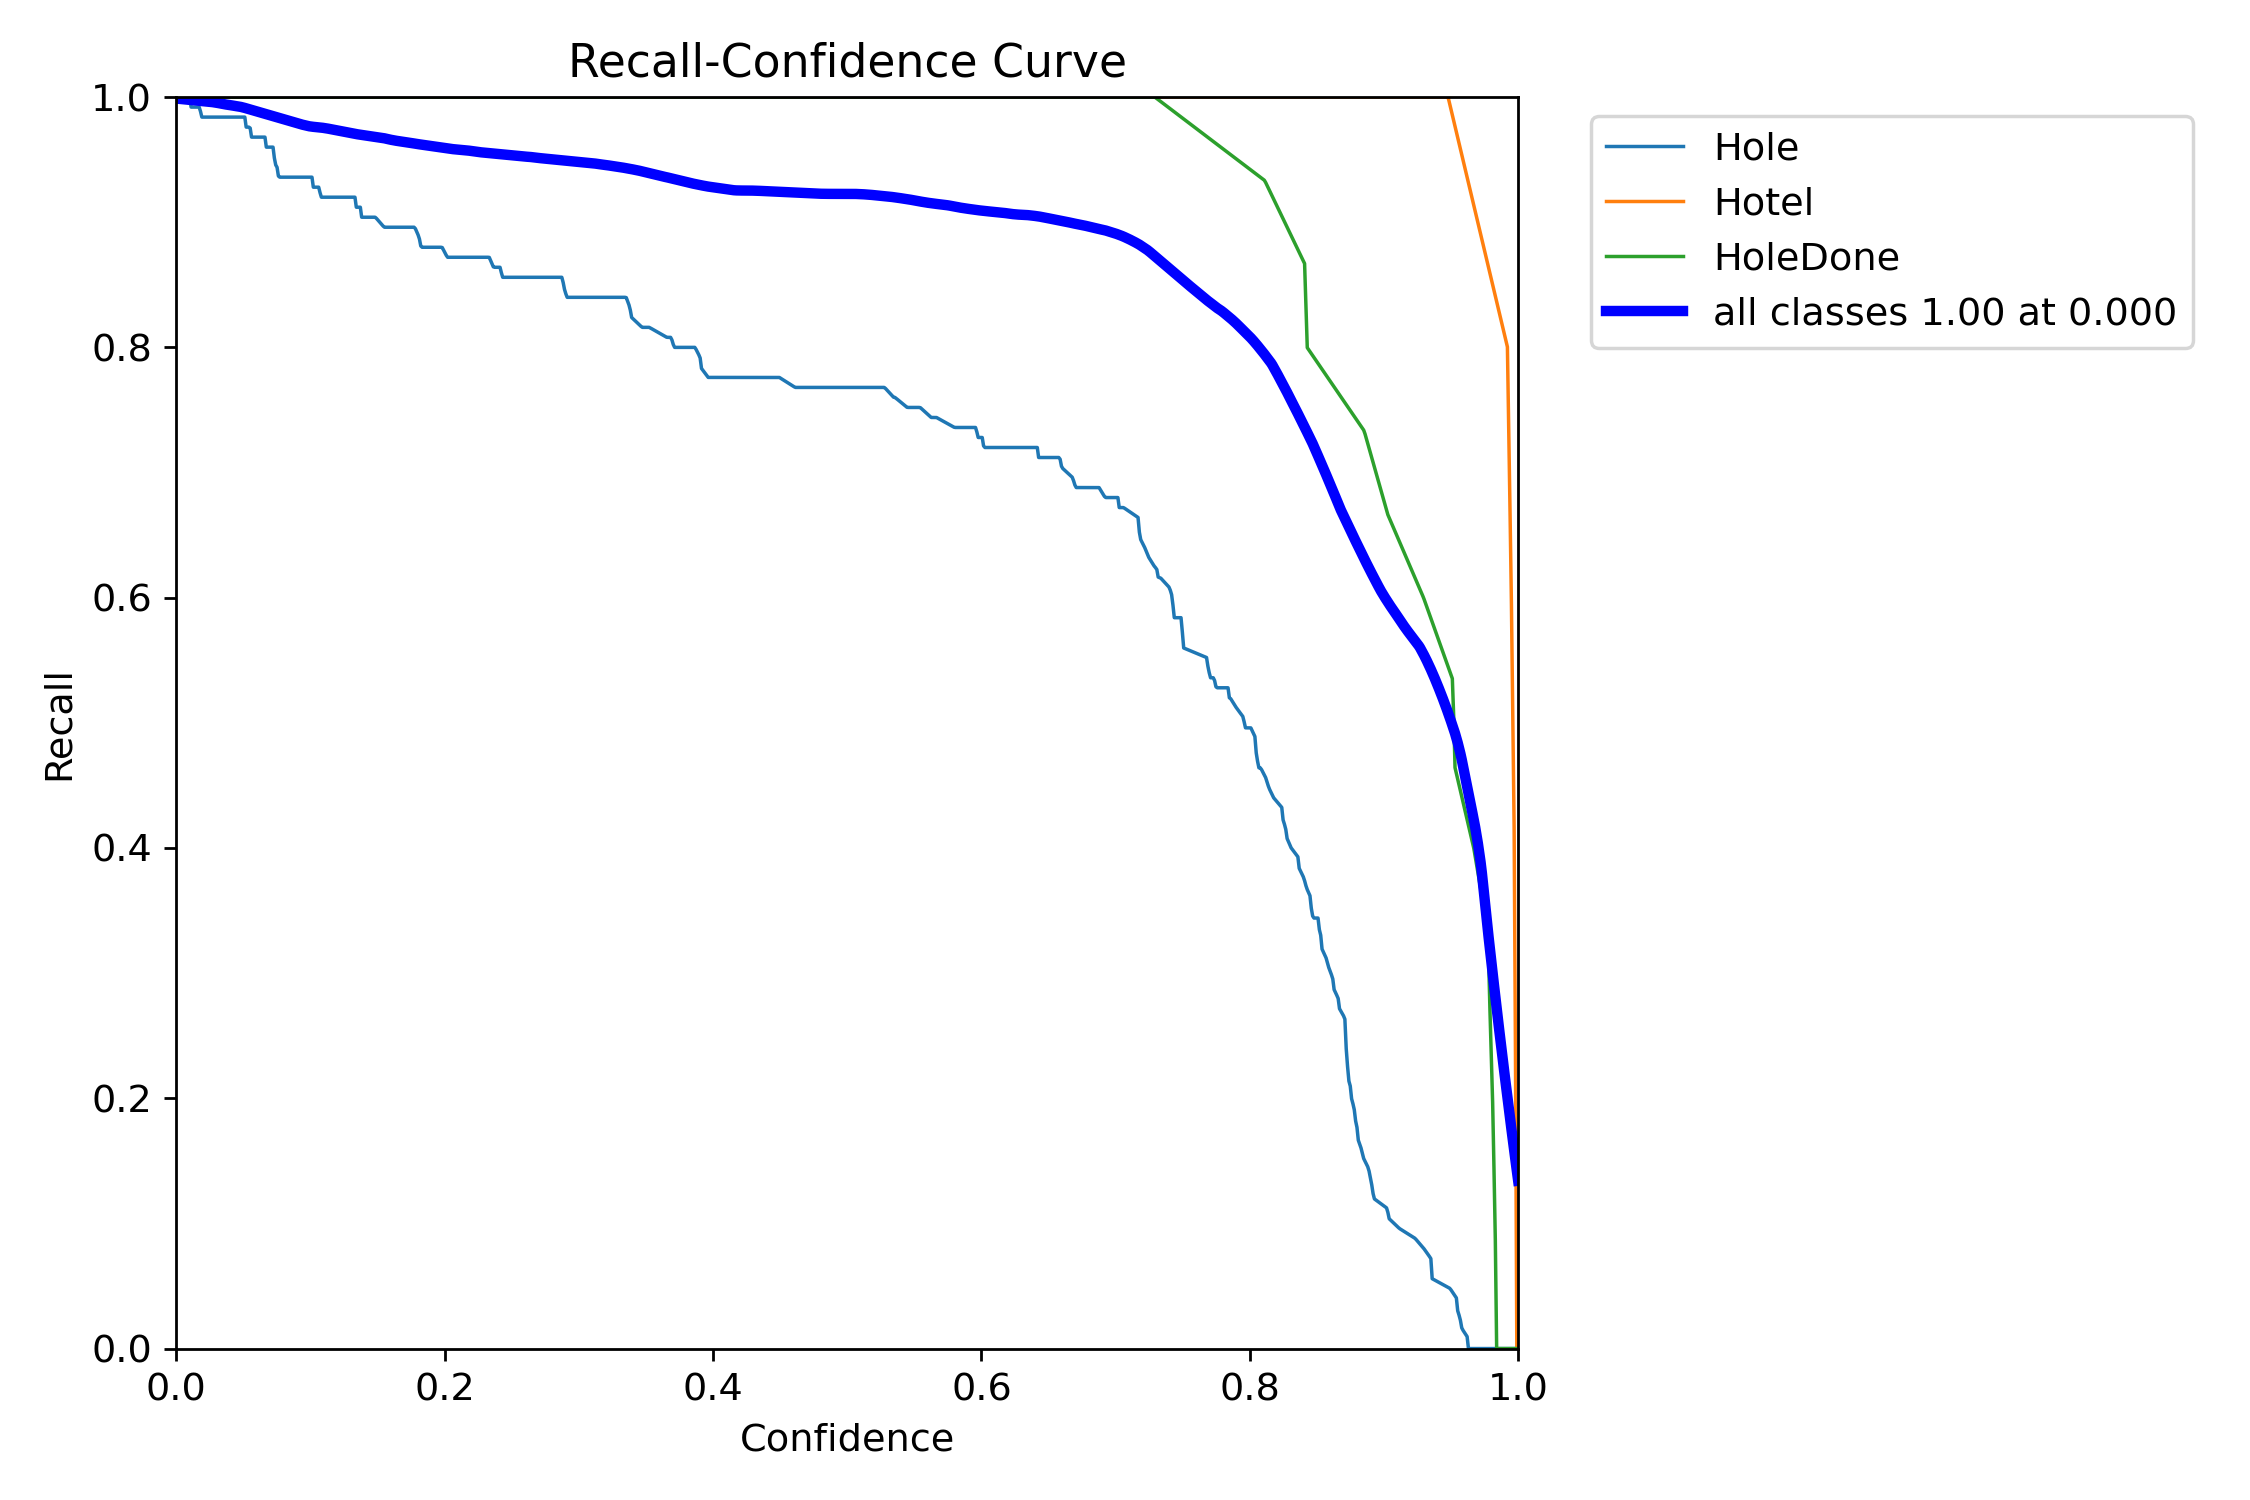 Recall-Confidence Curve
1.0
0.8
0.6
0.4
0.2
0.0
Recall
0.0 0.2 0.4 0.6 0.8 1.0
Confidence
Hole
Hotel
HoleDone
all classes 1.00 at 0.000